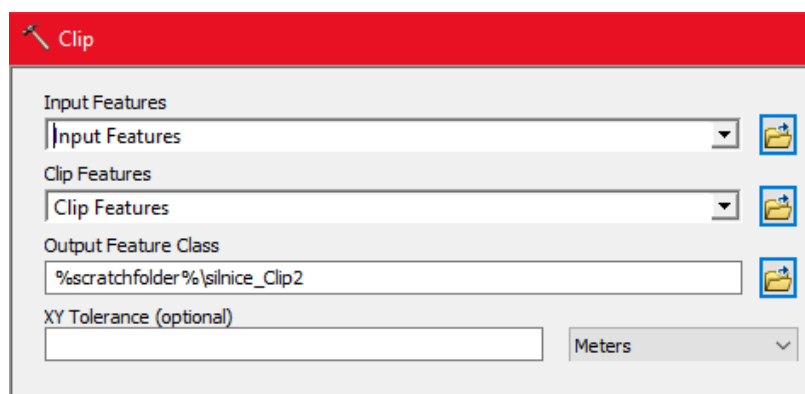 Clip
Input Features
Input Features
Clip Features
Clip Features
Output Feature Class
%scratchfolder%\silnice_Clip2
XY Tolerance (optional)
Meters